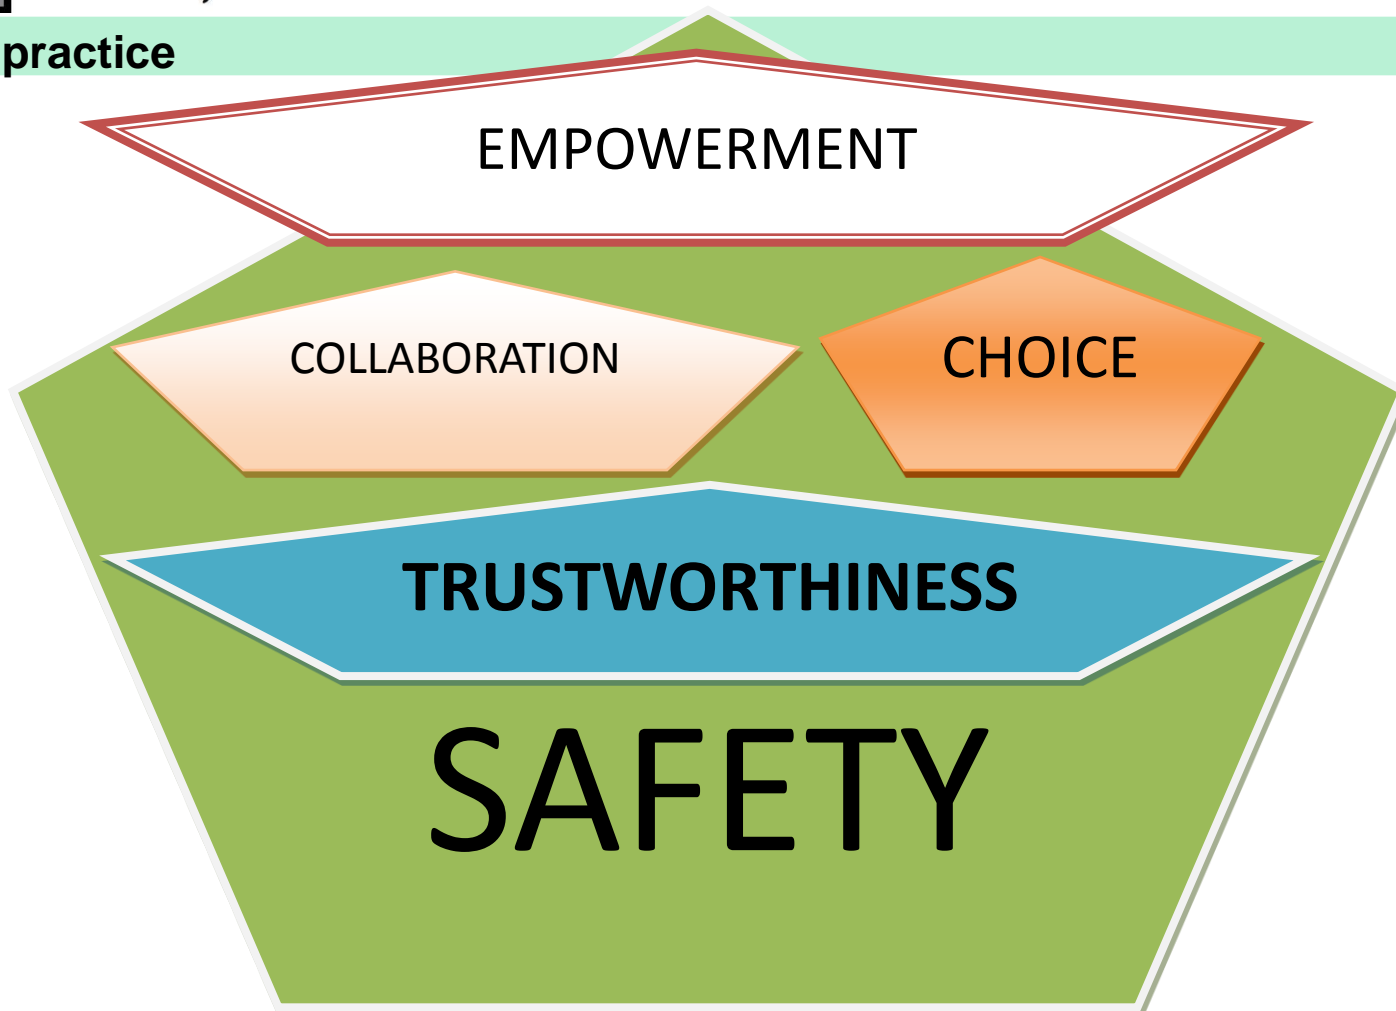 practice
EMPOWERMENT
COLLABORATION
CHOICE
TRUSTWORTHINESS
SAFETY